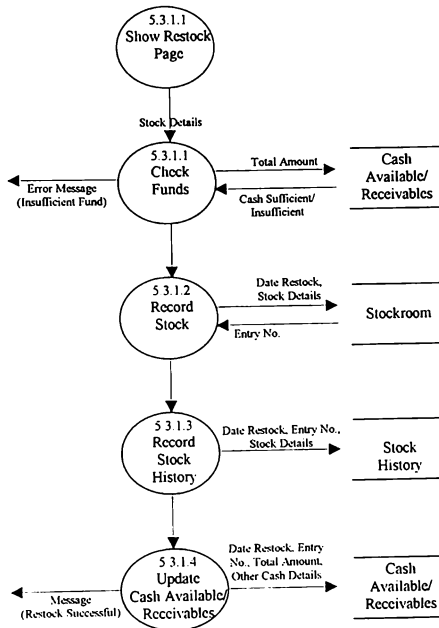 5.3.1.1
Show Restock
Page
Stock Details
5.3.1.1
Check
Funds
Total Amount
Cash Sufficient/
Insufficient
Cash
Available/
Receivables
Error Message
(Insufficient Fund)
5.3.1.2
Record
Stock
Date Restock,
Stock Details
Entry No.
Stockroom
5.3.1.3
Record
Stock
History
Date Restock, Entry No.,
Stock Details
Stock
History
5.3.1.4
Update
Cash Available/
Receivables
Date Restock, Entry
No., Total Amount,
Other Cash Details
Cash
Available/
Receivables
Message
(Restock Successful)